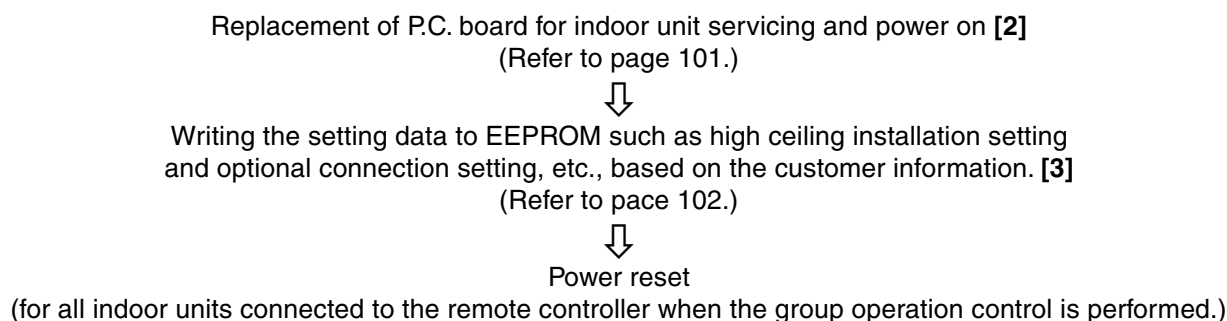 Replacement of P.C. board for indoor unit servicing and power on [2]
(Refer to page 101.)
Writing the setting data to EEPROM such as high ceiling installation setting
and optional connection setting, etc., based on the customer information. [3]
(Refer to pace 102.)
Power reset
(for all indoor units connected to the remote controller when the group operation control is performed.)